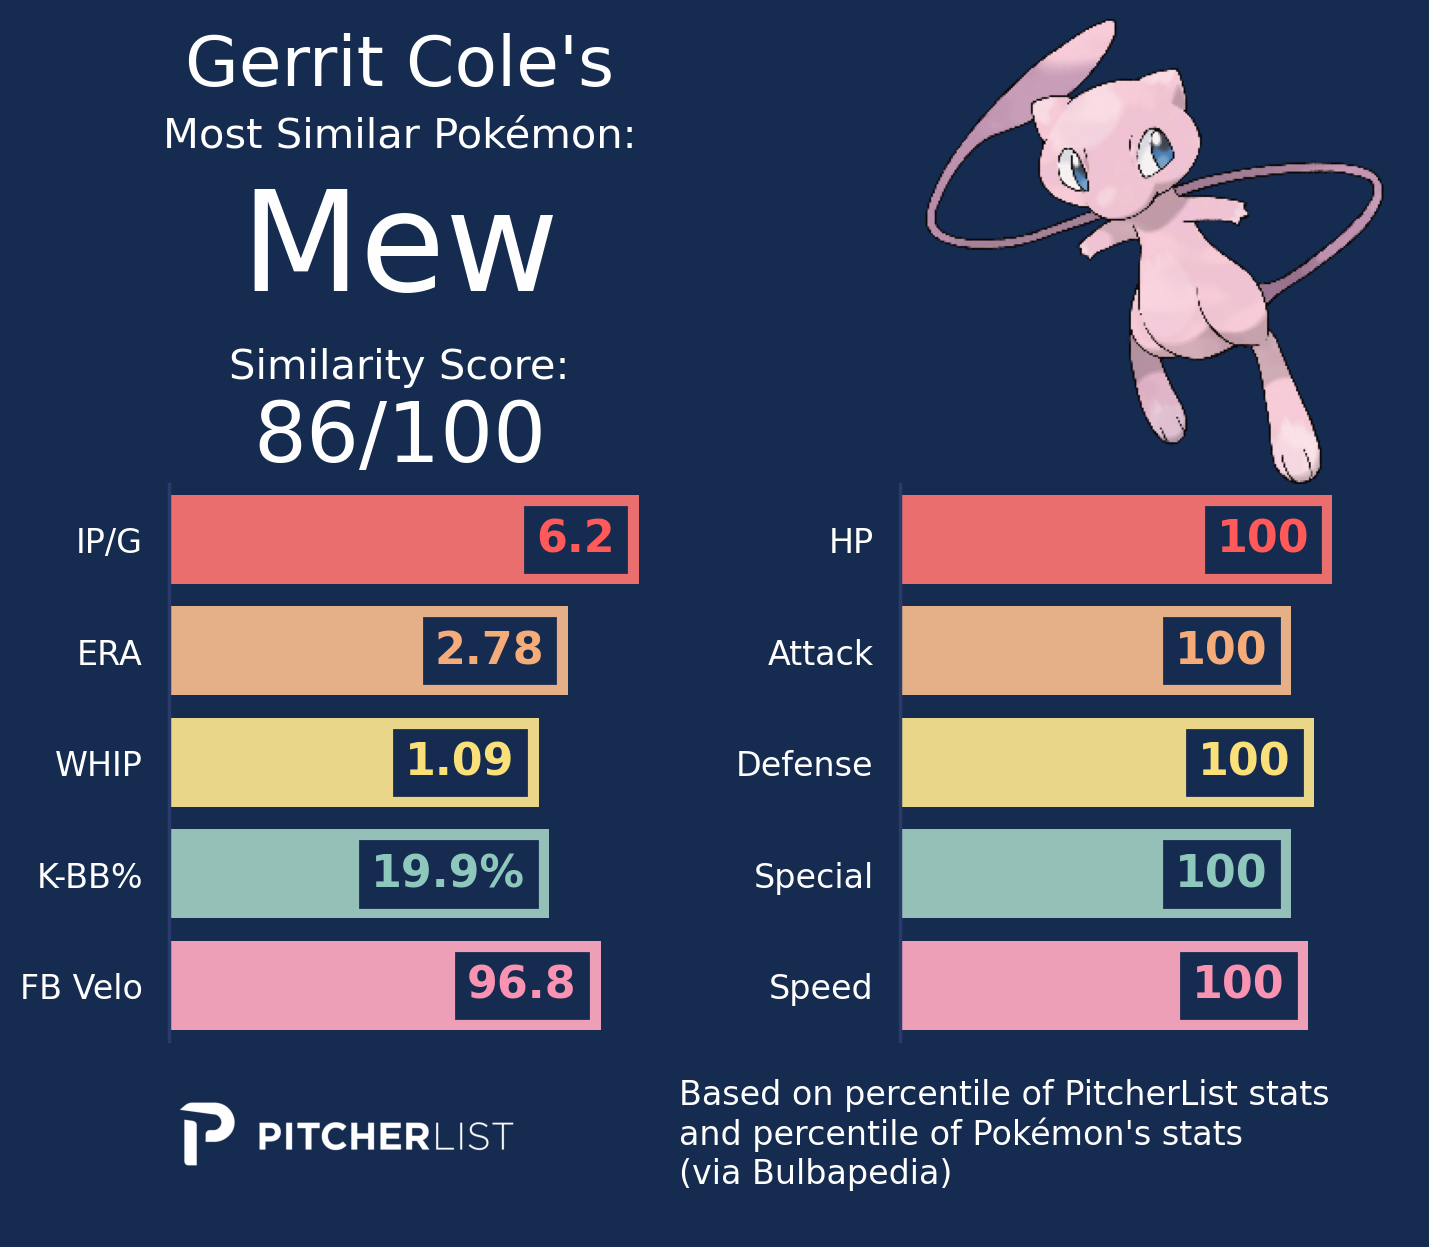 Gerrit Cole's
Most Similar Pokémon:
Mew
Similarity Score:
86/100
IP/G 6.2
ERA 2.78
WHIP 1.09
K-BB% 19.9%
FB Velo 96.8
HP 100
Attack 100
Defense 100
Special 100
Speed 100
PITCHERLIST
Based on percentile of PitcherList stats
and percentile of Pokémon's stats
(via Bulbapedia)